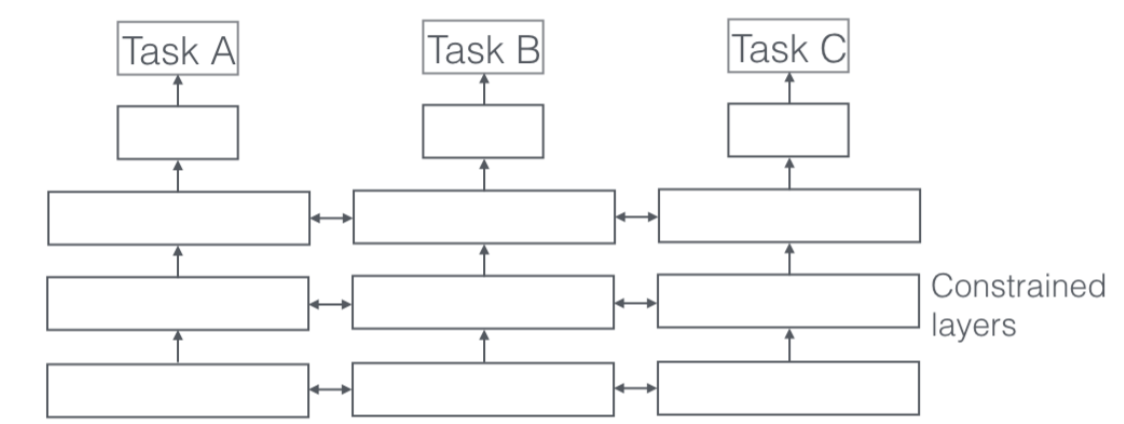 Task A
Task B
Task C
Constrained
layers